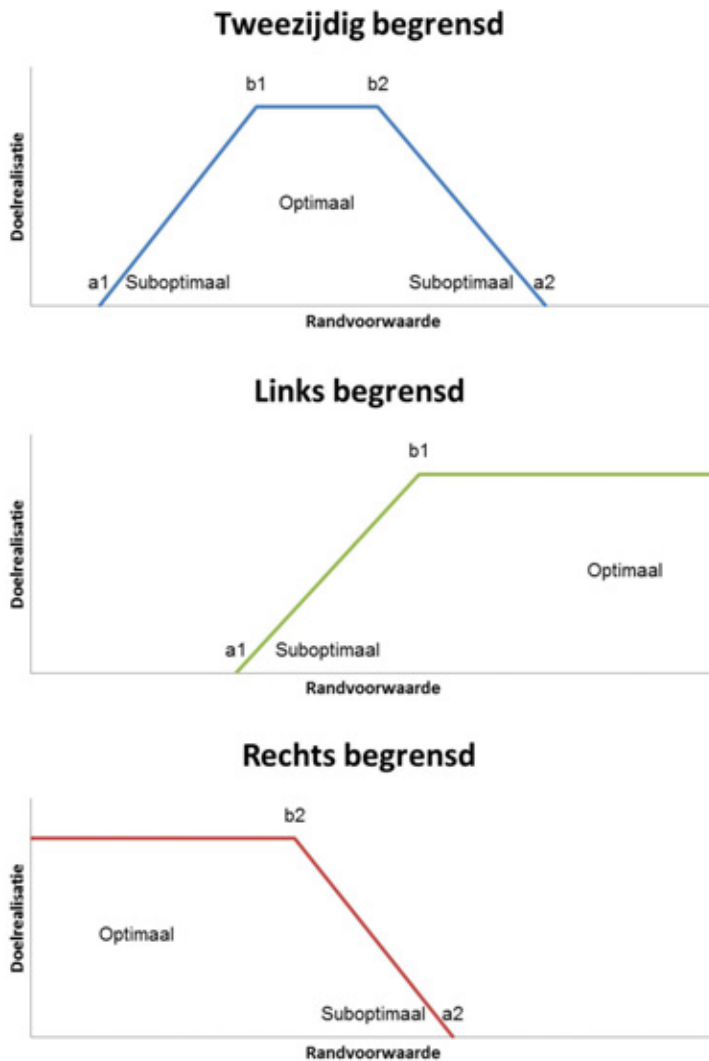 Tweezijdig begrensd
b1 b2
Doelrealisatie
Optimaal
a1 Suboptimaal Suboptimaal a2
Randvoorwaarde
Links begrensd
b1
Doelrealisatie
Optimaal
a1 Suboptimaal
Randvoorwaarde
Rechts begrensd
b2
Doelrealisatie
Optimaal
Suboptimaal a2
Randvoorwaarde